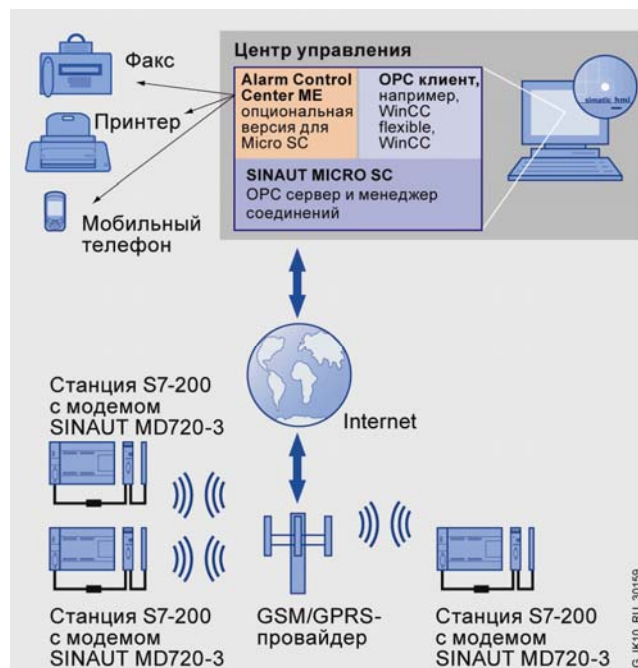 Факс
Принтер
Мобильный
телефон
Центр управления
Alarm Control
Center ME
опциональная
версия для
Micro SC
OPC клиент,
например,
WinCC
flexible,
WinCC
SINAUT MICRO SC
OPC сервер и менеджер
соединений
simatic hmi
Internet
Станция S7-200
с модемом
SINAUT MD720-3
Станция S7-200
с модемом
SINAUT MD720-3
GSM/GPRS-
провайдер
Станция S7-200
с модемом
SINAUT MD720-3
G_IK10_RU_30159